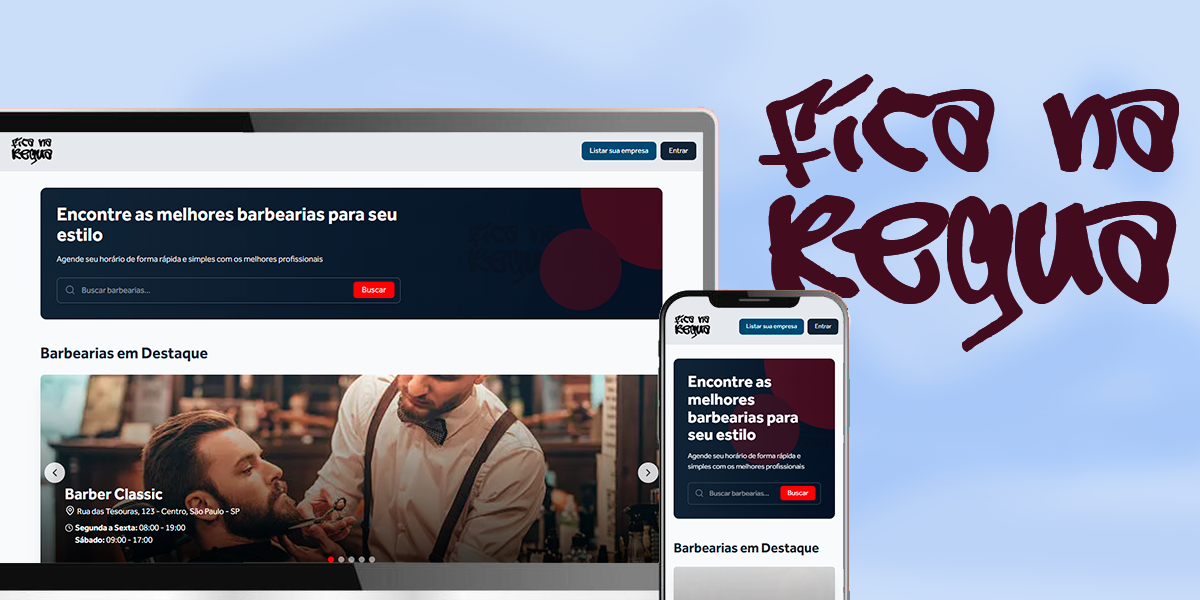 Fica na
Regua
Fica na
Regua
Listar sua empresa
Entrar
Encontre as melhores barbearias para seu
estilo
Agende seu horário de forma rápida e simples com os melhores profissionais
Buscar barbearias...
Buscar
Fica na
Regua
Barbearias em Destaque
Barber Classic
Rua das Tesouras, 123 - Centro, São Paulo - SP
Segunda a Sexta: 08:00 - 19:00
Sábado: 09:00 - 17:00
Fica na
Regua
Listar sua empresa
Entrar
Encontre as
melhores
barbearias para
seu estilo
Agende seu horário de forma rápida e
simples com os melhores profissionais
Buscar barbearias...
Buscar
Barbearias em Destaque